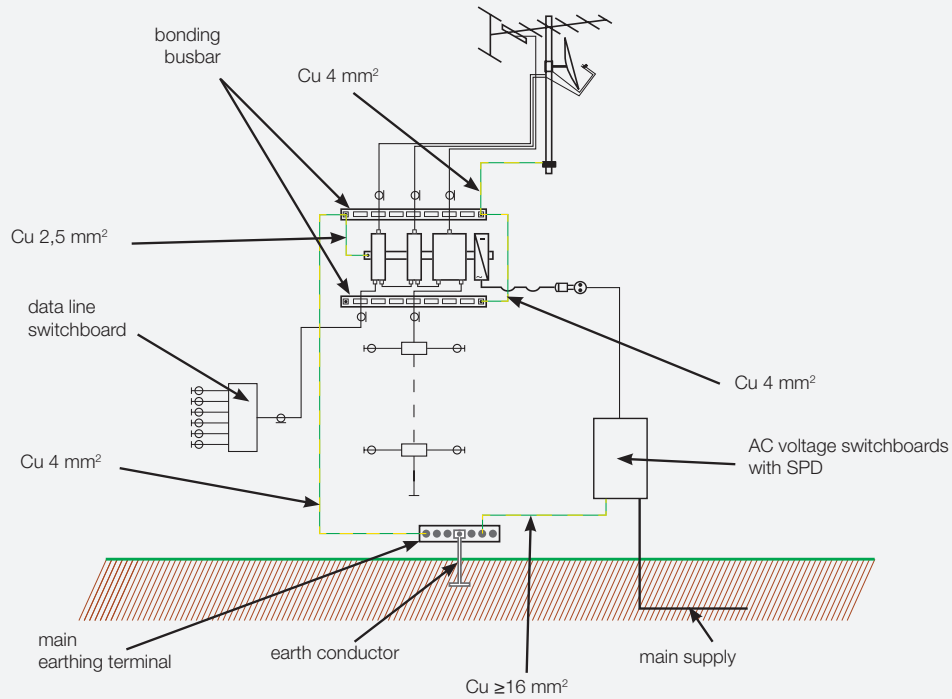 bonding
busbar
Cu 4 mm²
Cu 2,5 mm²
data line
switchboard
Cu 4 mm²
Cu 4 mm²
AC voltage switchboards
with SPD
main
earthing terminal
earth conductor
main supply
Cu ≥16 mm²